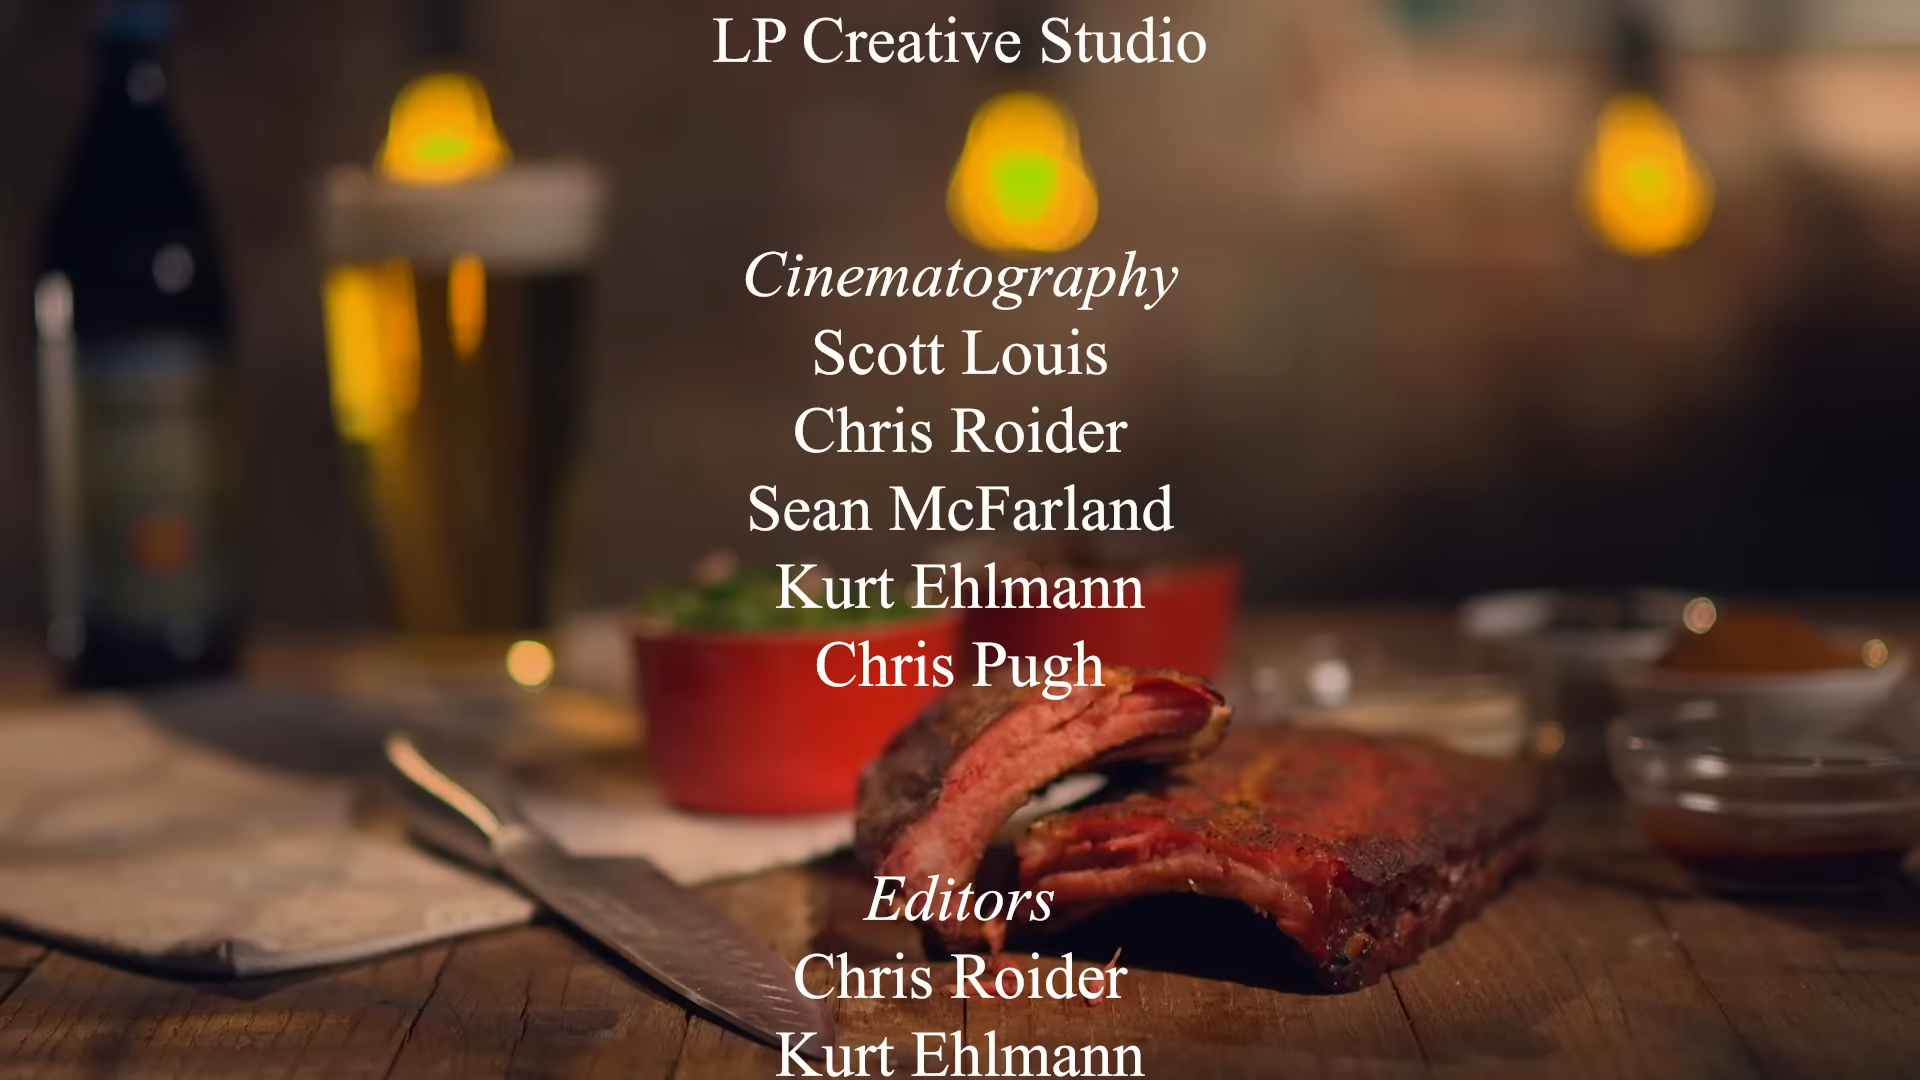 LP Creative Studio
Cinematography
Scott Louis
Chris Roider
Sean McFarland
Kurt Ehlmann
Chris Pugh
Editors
Chris Roider
Kurt Ehlmann